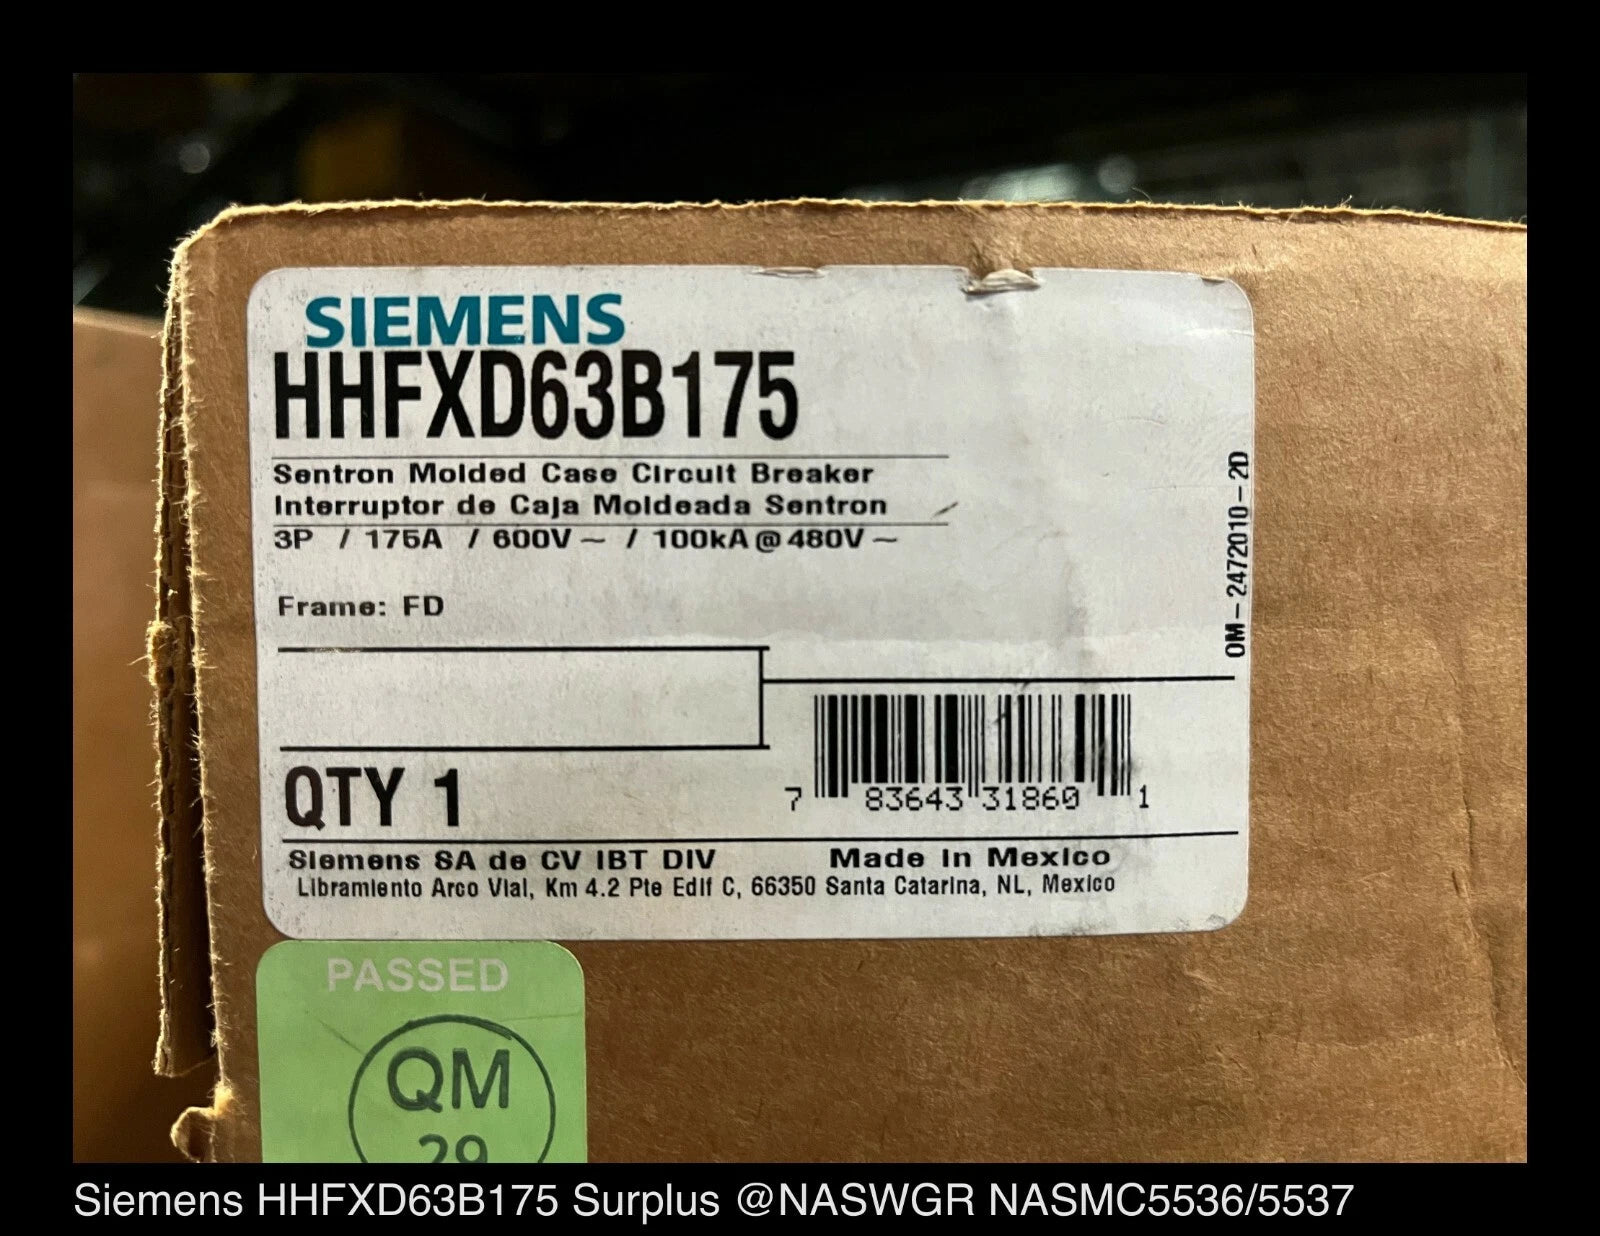 SIEMENS
HHFXD63B175
Sentron Molded Case Circuit Breaker
Interruptor de Caja Moldeada Sentron
3P / 175A / 600V ~ / 100kA @ 480V ~
Frame: FD
OM-2472010-2D
QTY 1
7 83643 31860 1
Siemens SA de CV IBT DIV Made in Mexico
Libramiento Arco Vial, Km 4.2 Pte Edif C, 66350 Santa Catarina, NL, Mexico
PASSED
QM
29
Siemens HHFXD63B175 Surplus @NASWGR NASMC5536/5537